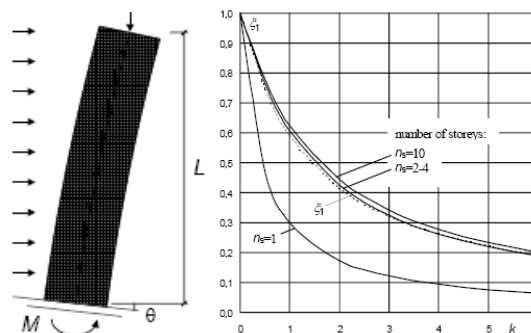 L
M
θ
1,0
0,9
0,8
0,7
0,6
0,5
0,4
0,3
0,2
0,1
0,0
ξ1
number of storeys:
ns=10
ns=2-4
ξ1
ns=1
0 1 2 3 4 5 k